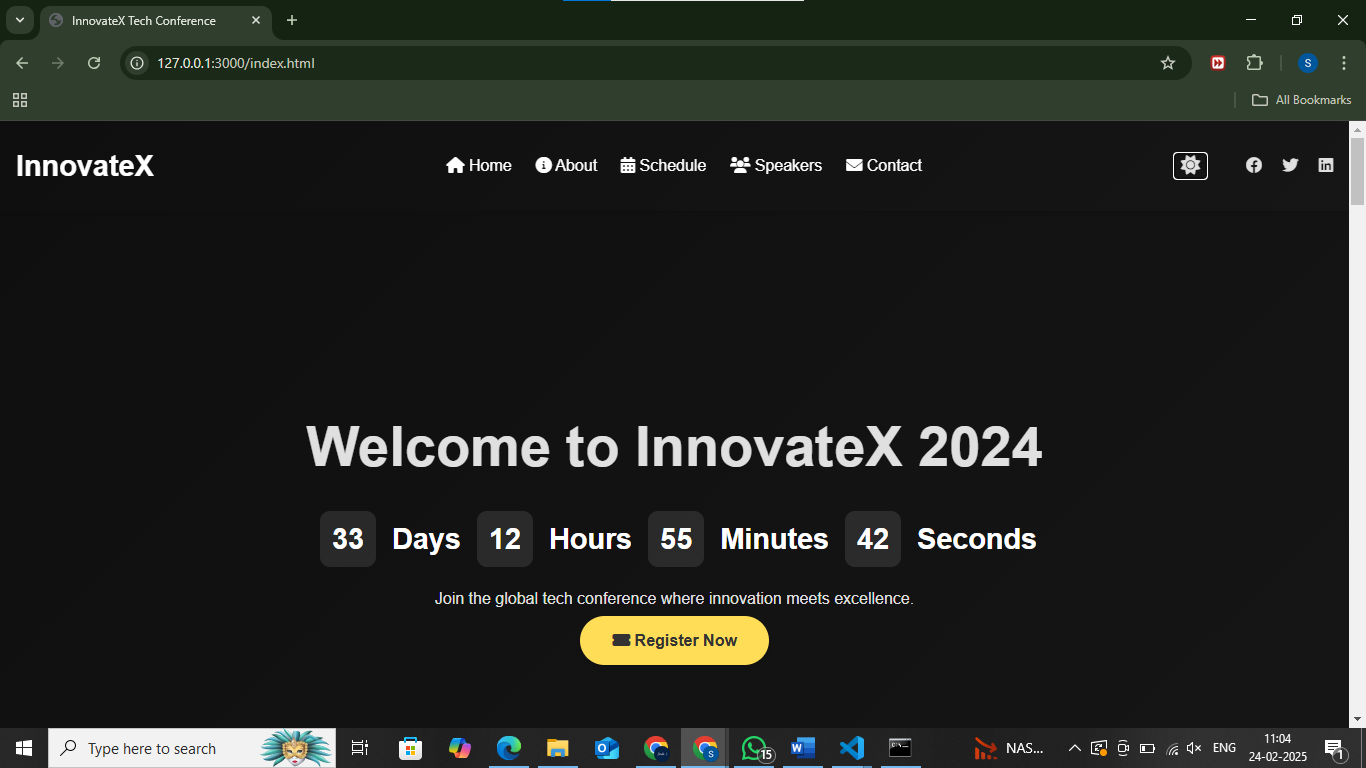 InnovateX Tech Conference
127.0.0.1:3000/index.html
S
All Bookmarks
InnovateX
Home About Schedule Speakers Contact
Welcome to InnovateX 2024
33 Days 12 Hours 55 Minutes 42 Seconds
Join the global tech conference where innovation meets excellence.
Register Now
Type here to search
S
15
W
NAS...
ENG
11:04
24-02-2025
1